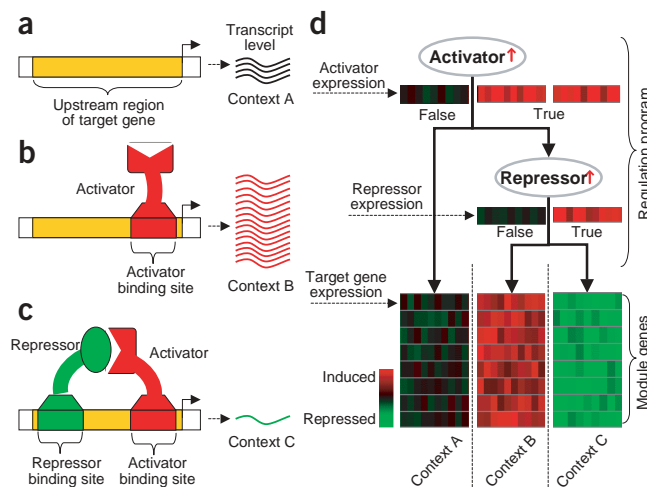 a
Transcript
level
Context A
Upstream region
of target gene
b
Activator
Activator
binding site
Context B
c
Repressor
Activator
Repressor
binding site
Activator
binding site
Context C
d
Activator↑
Activator
expression
False
True
Repressor↑
Repressor
expression
False
True
Regulation program
Target gene
expression
Induced
Repressed
Module genes
Context A
Context B
Context C